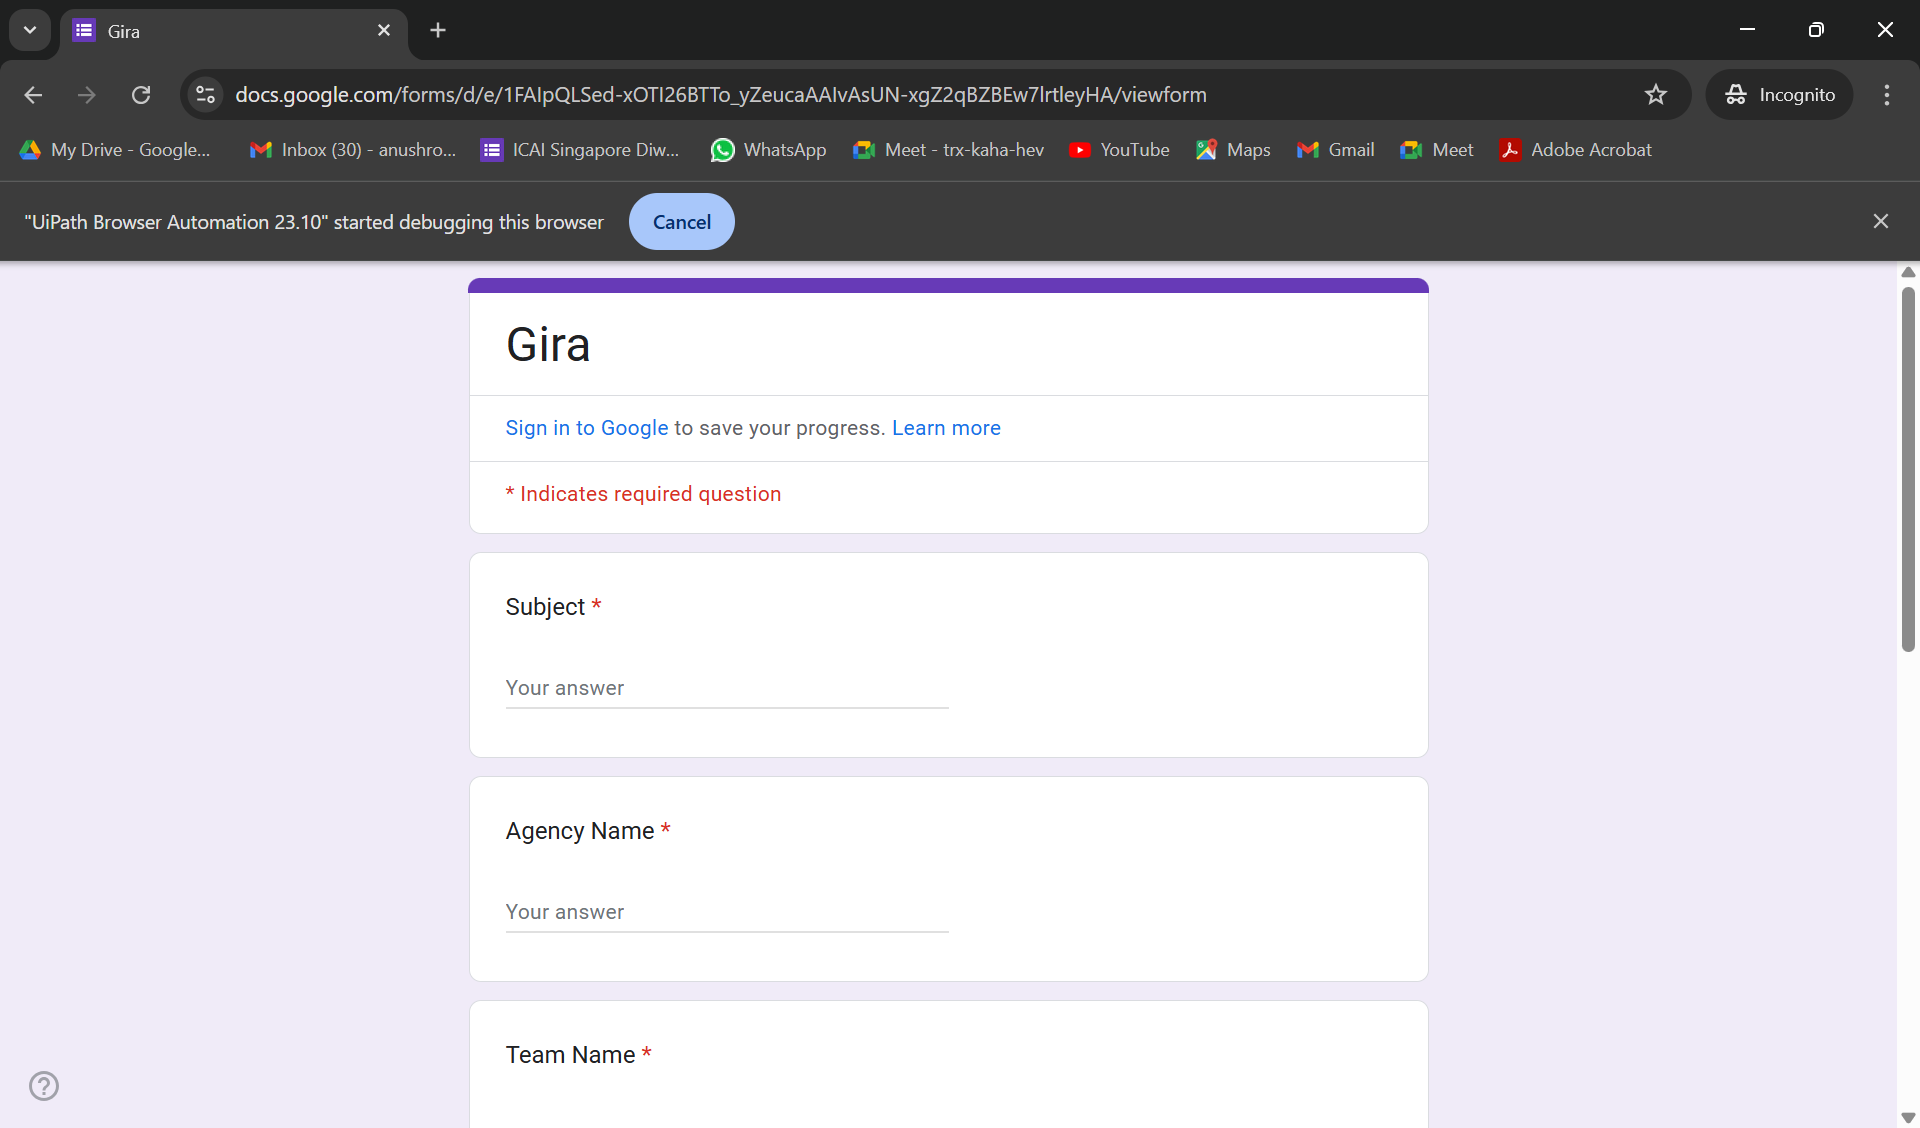 Gira
docs.google.com/forms/d/e/1FAIpQLSed-xOTI26BTTo_yZeucaAAIvAsUN-xgZ2qBZBEw7lrtleyHA/viewform
Incognito
My Drive - Google...
Inbox (30) - anushro...
ICAI Singapore Diw...
WhatsApp
Meet - trx-kaha-hev
YouTube
Maps
Gmail
Meet
Adobe Acrobat
"UiPath Browser Automation 23.10" started debugging this browser
Cancel
Gira
Sign in to Google to save your progress. Learn more
* Indicates required question
Subject *
Your answer
Agency Name *
Your answer
Team Name *